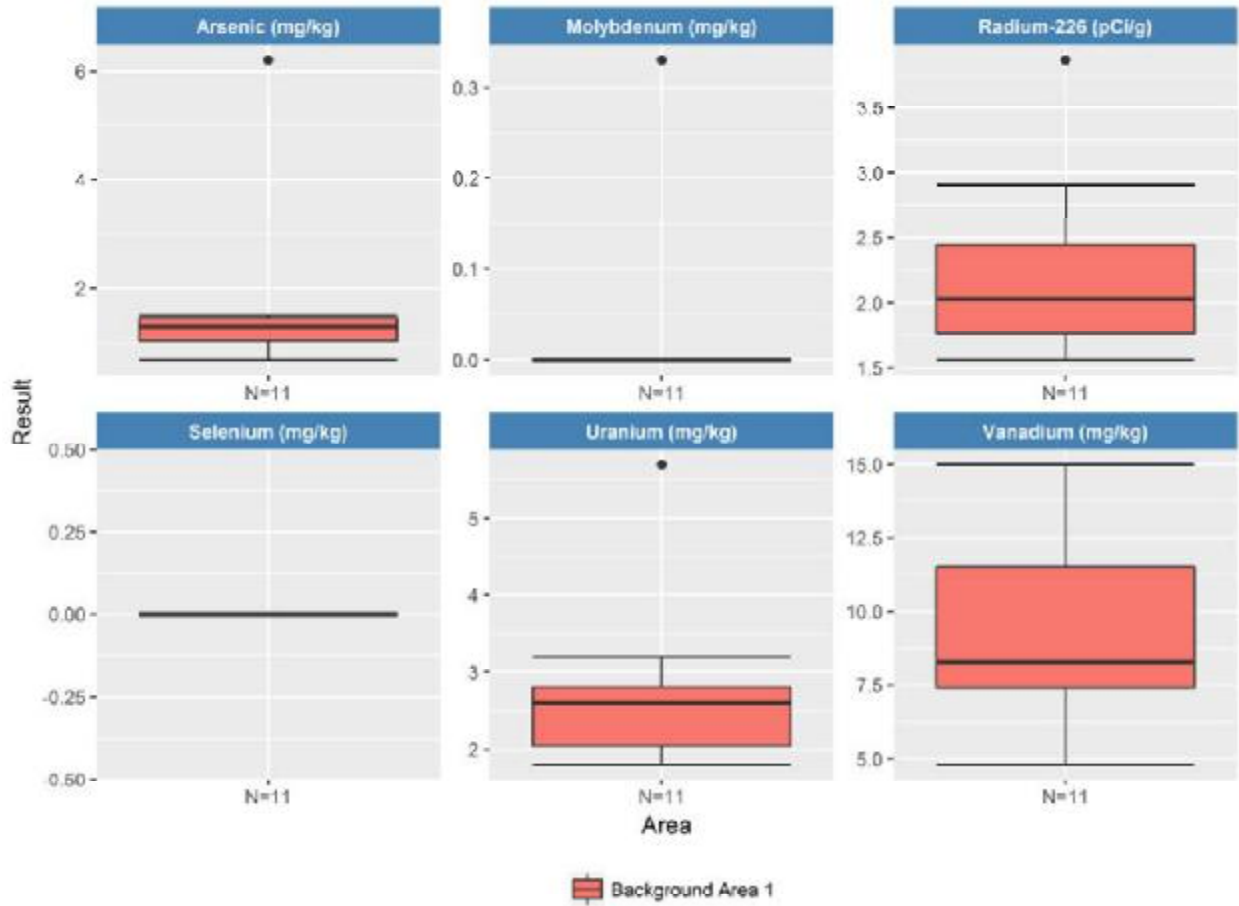 Arsenic (mg/kg)
Molybdenum (mg/kg)
Radium-226 (pCi/g)
6
4
2
0.3
0.2
0.1
0.0
3.5
3.0
2.5
2.0
1.5
N=11
N=11
N=11
Result
Selenium (mg/kg)
Uranium (mg/kg)
Vanadium (mg/kg)
0.50
0.25
0.00
-0.25
-0.50
5
4
3
2
15.0
12.5
10.0
7.5
5.0
N=11
N=11
N=11
Area
Background Area 1